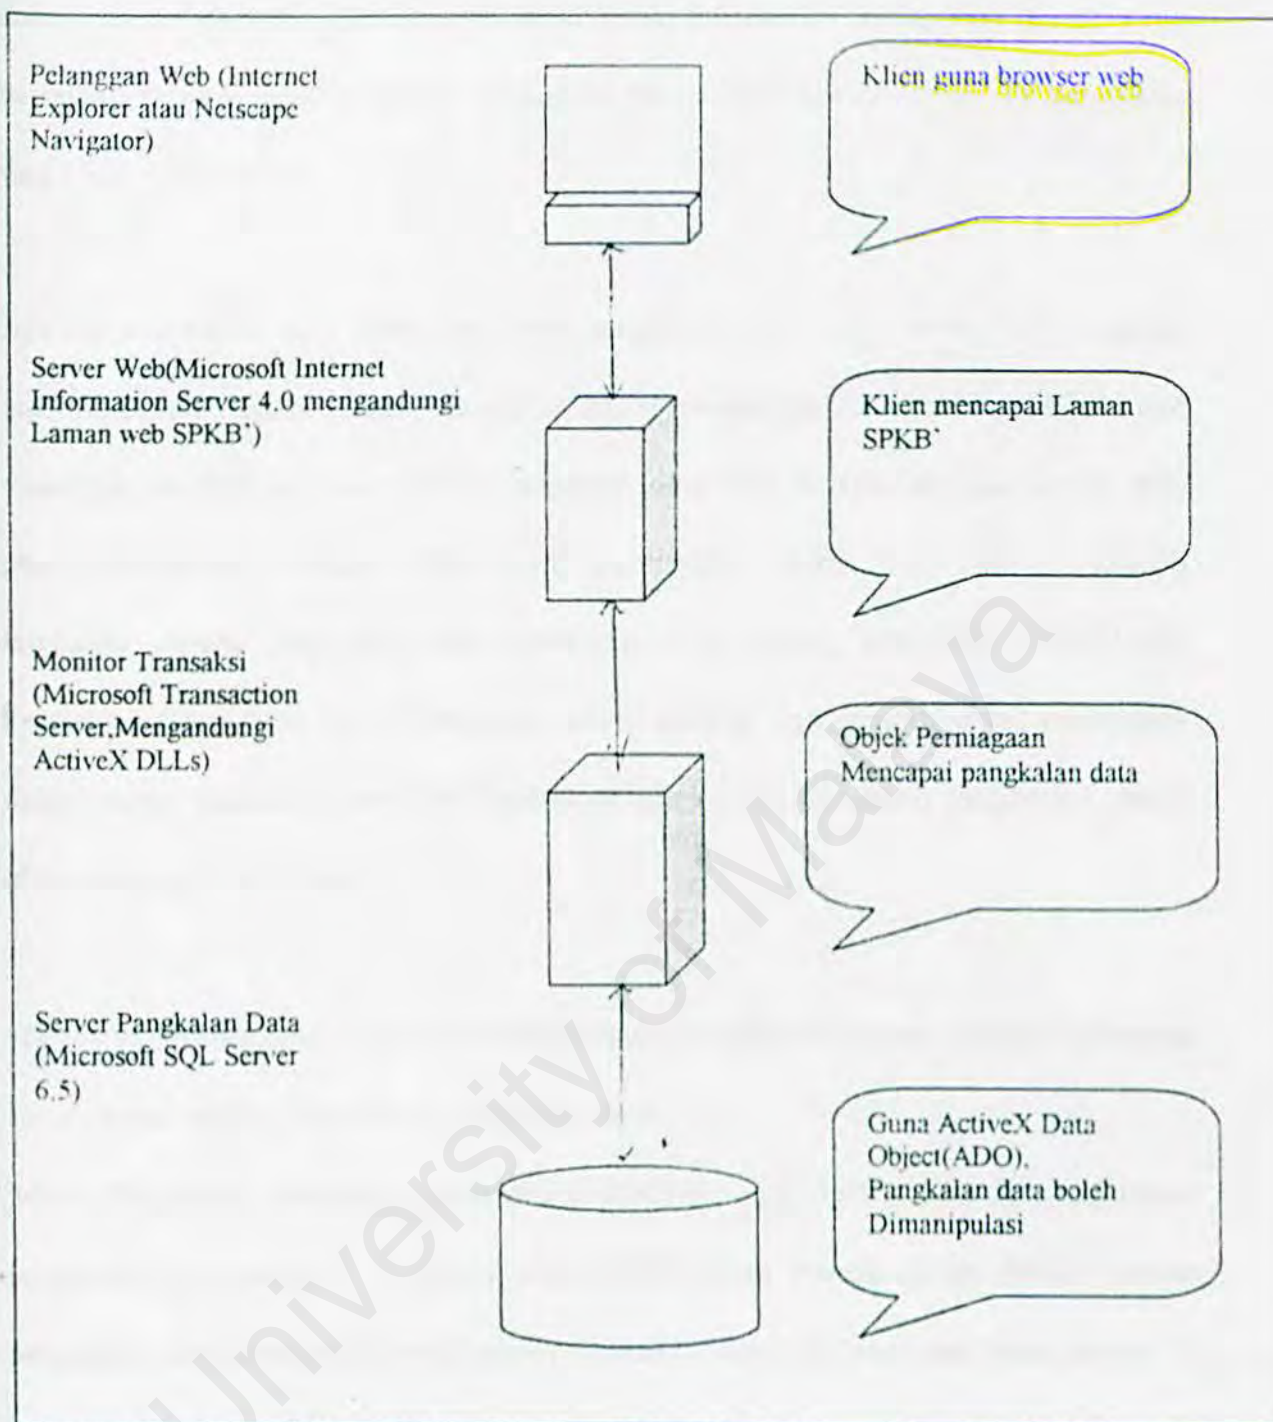 Pelanggan Web (Internet
Explorer atau Netscape
Navigator)
Klien guna browser web
Server Web(Microsoft Internet
Information Server 4.0 mengandungi
Laman web SPKB`)
Klien mencapai Laman
SPKB`
Monitor Transaksi
(Microsoft Transaction
Server.Mengandungi
ActiveX DLLs)
Objek Perniagaan
Mencapai pangkalan data
Server Pangkalan Data
(Microsoft SQL Server
6.5)
Guna ActiveX Data
Object(ADO).
Pangkalan data boleh
Dimanipulasi
University of Malaya